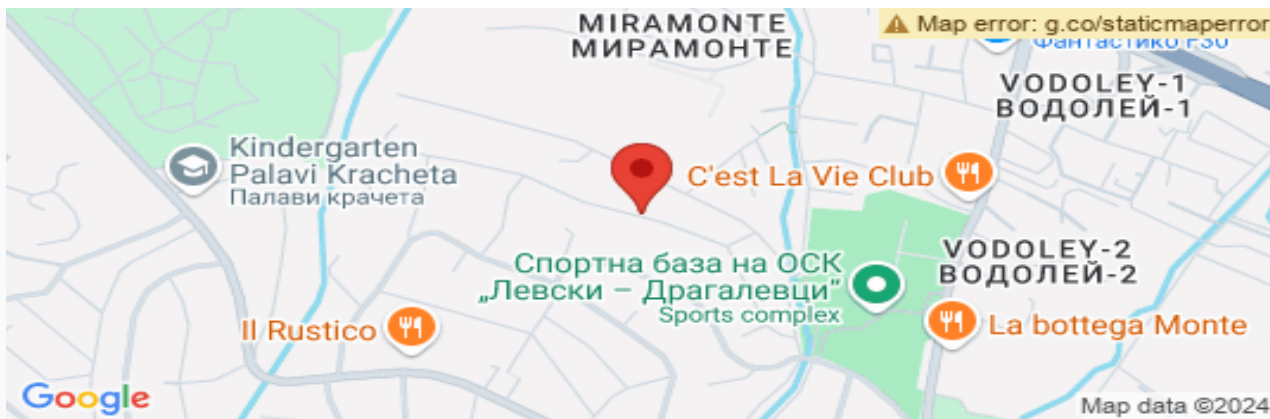 MIRAMONTE
МИРАМОНТЕ
Map error: g.co/staticmaperror
Фантастико F30
VODOLEY-1
ВОДОЛЕЙ-1
Kindergarten
Palavi Kracheta
Палави крачета
C'est La Vie Club
VODOLEY-2
ВОДОЛЕЙ-2
Спортна база на ОСК
„Левски – Драгалевци"
Sports complex
Il Rustico
La bottega Monte
Google
Map data ©2024